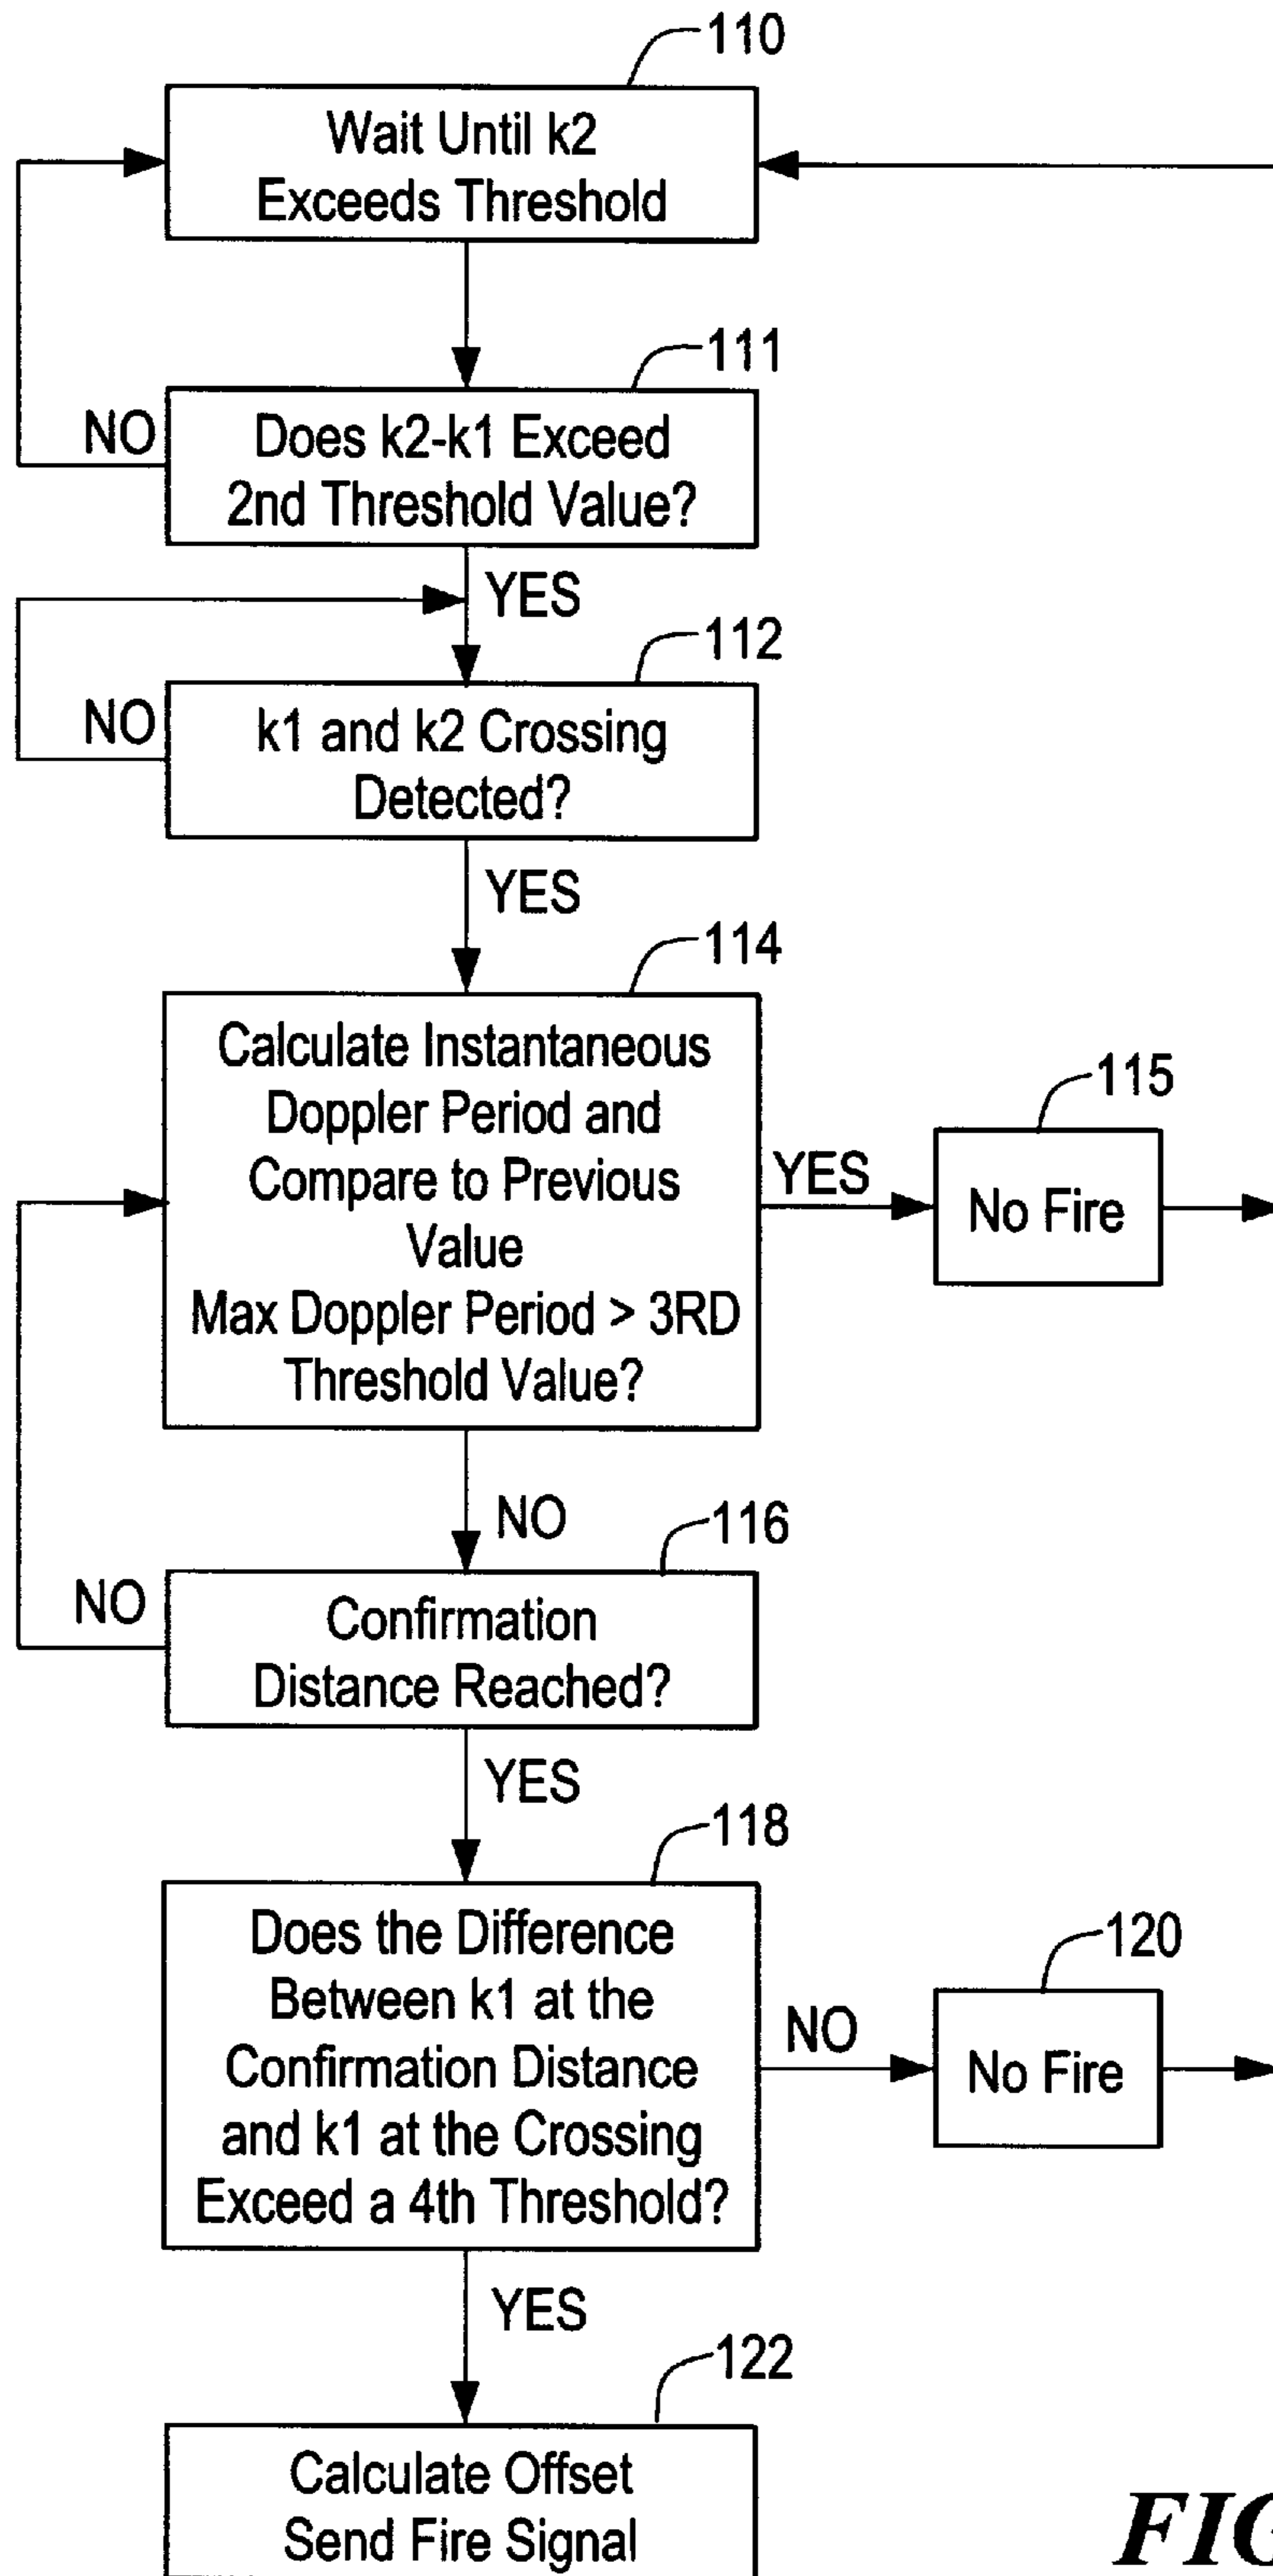 110
Wait Until k2
Exceeds Threshold
111
NO
Does k2-k1 Exceed
2nd Threshold Value?
YES
112
NO
k1 and k2 Crossing
Detected?
YES
114
Calculate Instantaneous
Doppler Period and
Compare to Previous
Value
Max Doppler Period > 3RD
Threshold Value?
YES
115
No Fire
NO
116
NO
Confirmation
Distance Reached?
YES
118
Does the Difference
Between k1 at the
Confirmation Distance
and k1 at the Crossing
Exceed a 4th Threshold?
NO
120
No Fire
YES
122
Calculate Offset
Send Fire Signal